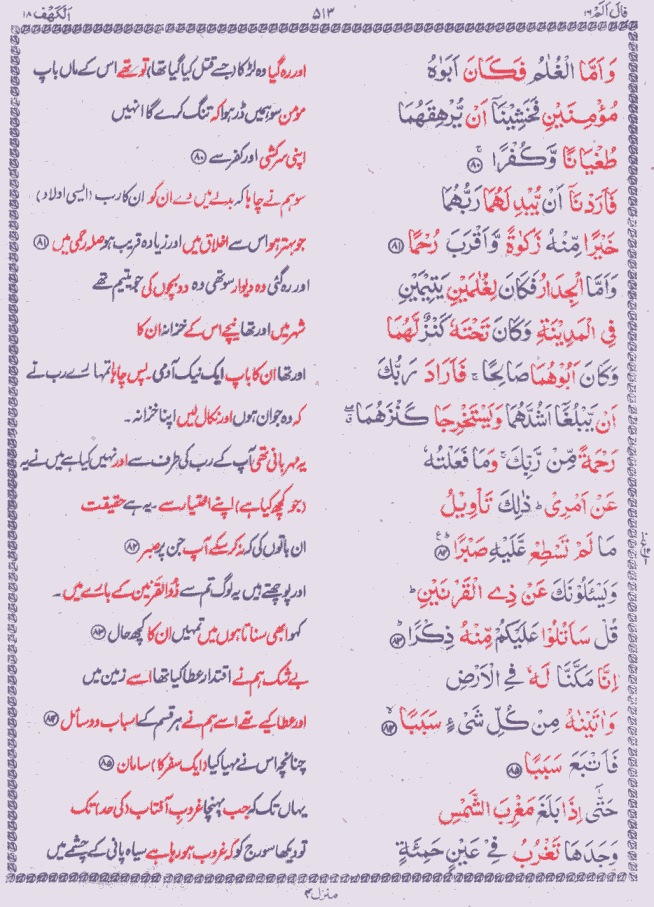 قَالَ اَلَمْ ١٦ ٥١٣ اَلْكَهْف ١٨
وَاَمَّا الْغُلٰمُ فَكَانَ اَبَوٰهُ
اور رہ گیا وہ لڑکا (جسے قتل کیا گیا تھا) تو تھے اس کے ماں باپ
مُؤْمِنَيْنِ فَخَشِيْنَاۤ اَنْ يُّرْهِقَهُمَا
مومن سو ہمیں ڈر ہوا کہ تنگ کرے گا انہیں
طُغْيَانًا وَّكُفْرًا ۚ ﴿٨٠﴾
اپنی سرکشی اور کفر سے ﴿٨٠﴾
فَاَرَدْنَاۤ اَنْ يُّبْدِلَهُمَا رَبُّهُمَا
سو ہم نے چاہا کہ بدلے میں دے ان کو ان کا رب (ایسی اولاد)
خَيْرًا مِّنْهُ زَكٰوةً وَّاَقْرَبَ رُحْمًا ﴿٨١﴾
جو بہتر ہو اس سے اخلاق میں اور زیادہ قریب ہو صلہ رحمی میں ﴿٨١﴾
وَاَمَّا الْجِدَارُ فَكَانَ لِغُلٰمَيْنِ يَتِيْمَيْنِ
اور رہ گئی وہ دیوار سو تھی وہ دو بچوں کی جو یتیم تھے
فِى الْمَدِيْنَةِ وَكَانَ تَحْتَهٗ كَنْزٌ لَّهُمَا
شہر میں اور تھا نیچے اس کے خزانہ ان کا
وَكَانَ اَبُوْهُمَا صَالِحًا ۚ فَاَرَادَ رَبُّكَ
اور تھا ان کا باپ ایک نیک آدمی۔ پس چاہا تمہارے رب نے
اَنْ يَّبْلُغَاۤ اَشُدَّهُمَا وَيَسْتَخْرِجَا كَنْزَهُمَا
کہ وہ جوان ہوں اور نکال لیں اپنا خزانہ۔
رَحْمَةً مِّنْ رَّبِّكَ ۚ وَمَا فَعَلْتُهٗ
یہ مہربانی تھی آپ کے رب کی طرف سے اور نہیں کیا ہے میں نے یہ
عَنْ اَمْرِىْ ؕ ذٰلِكَ تَاْوِيْلُ
(جو کچھ کیا ہے) اپنے اختیار سے۔ یہ ہے حقیقت
مَا لَمْ تَسْطِعْ عَّلَيْهِ صَبْرًا ؕ ﴿٨٢﴾
ان باتوں کی کہ نہ کر سکے آپ جن پر صبر ﴿٨٢﴾
وَيَسْـَٔلُوْنَكَ عَنْ ذِى الْقَرْنَيْنِ ؕ
اور پوچھتے ہیں یہ لوگ تم سے ذوالقرنین کے بارے میں۔
قُلْ سَاَتْلُوْا عَلَيْكُمْ مِّنْهُ ذِكْرًا ؕ ﴿٨٣﴾
کہو ابھی سناتا ہوں میں تمہیں ان کا کچھ حال ﴿٨٣﴾
اِنَّا مَكَّنَّا لَهٗ فِى الْاَرْضِ
بے شک ہم نے اقتدار عطا کیا تھا اسے زمین میں
وَاٰتَيْنٰهُ مِنْ كُلِّ شَىْءٍ سَبَبًا ۙ ﴿٨٤﴾
اور عطا کیے تھے اسے ہم نے ہر قسم کے اسباب و وسائل ﴿٨٤﴾
فَاَتْبَعَ سَبَبًا ﴿٨٥﴾
چنانچہ اس نے مہیا کیا (ایک سفر کا) سامان ﴿٨٥﴾
حَتّٰۤى اِذَا بَلَغَ مَغْرِبَ الشَّمْسِ
یہاں تک کہ جب پہنچا غروب آفتاب (کی حد) تک
وَجَدَهَا تَغْرُبُ فِىْ عَيْنٍ حَمِئَةٍ
تو دیکھا سورج کو کہ غروب ہو رہا ہے سیاہ پانی کے چشمے میں
منزل ٤